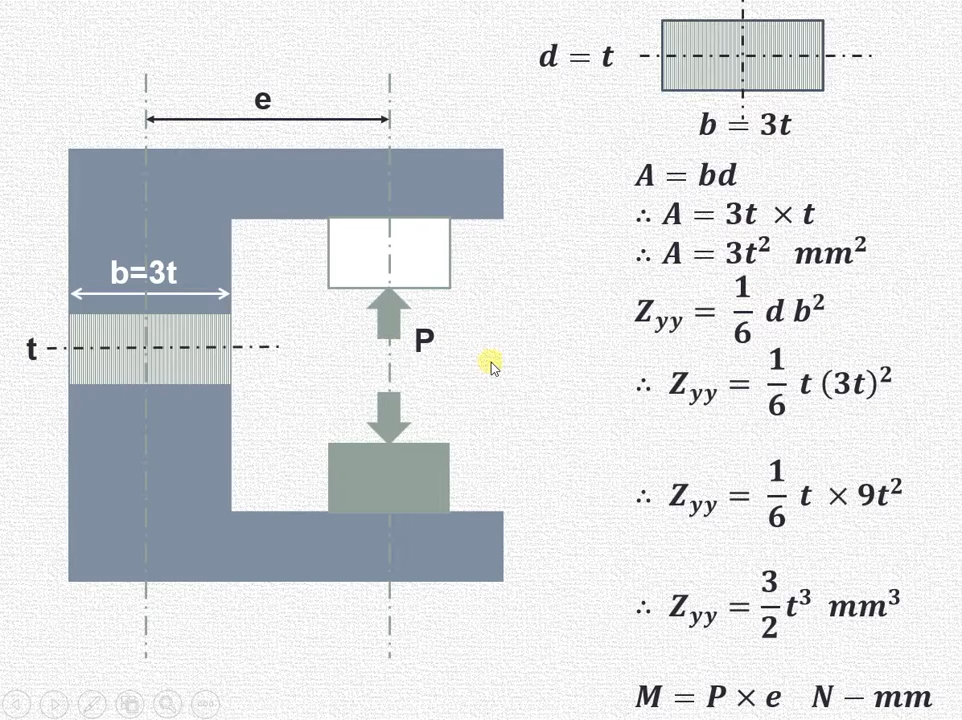 e
b=3t
t
P
d = t
b = 3t
A = bd
∴ A = 3t × t
∴ A = 3t² mm²
Z_yy = 1/6 d b²
∴ Z_yy = 1/6 t (3t)²
∴ Z_yy = 1/6 t × 9t²
∴ Z_yy = 3/2 t³ mm³
M = P × e N − mm